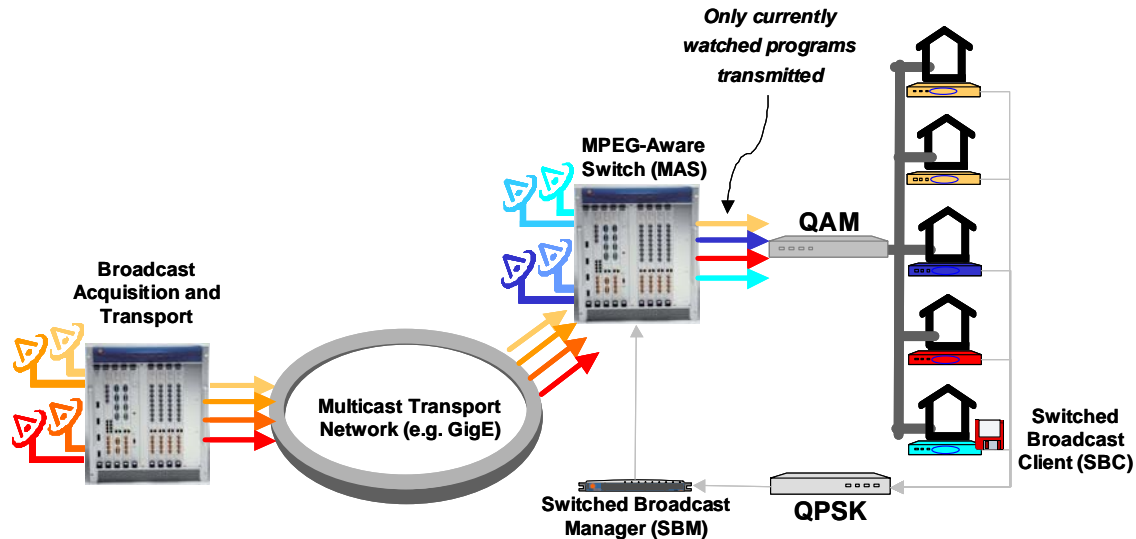 Only currently
watched programs
transmitted
MPEG-Aware
Switch (MAS)
QAM
Broadcast
Acquisition and
Transport
Multicast Transport
Network (e.g. GigE)
Switched
Broadcast
Client (SBC)
Switched Broadcast
Manager (SBM)
QPSK